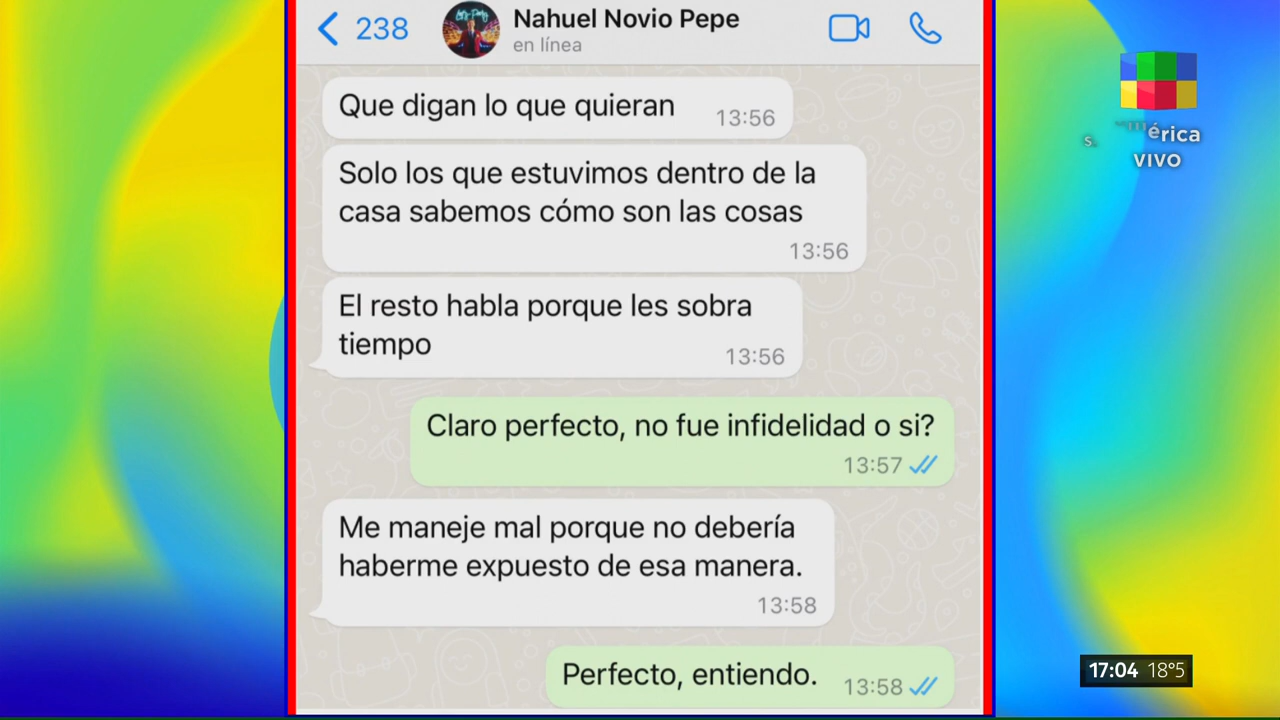 238
Nahuel Novio Pepe
en línea
Que digan lo que quieran
13:56
Solo los que estuvimos dentro de la
casa sabemos cómo son las cosas
13:56
El resto habla porque les sobra
tiempo
13:56
Claro perfecto, no fue infidelidad o si?
13:57
Me maneje mal porque no debería
haberme expuesto de esa manera.
13:58
Perfecto, entiendo.
13:58
érica
VIVO
17:04 18°5